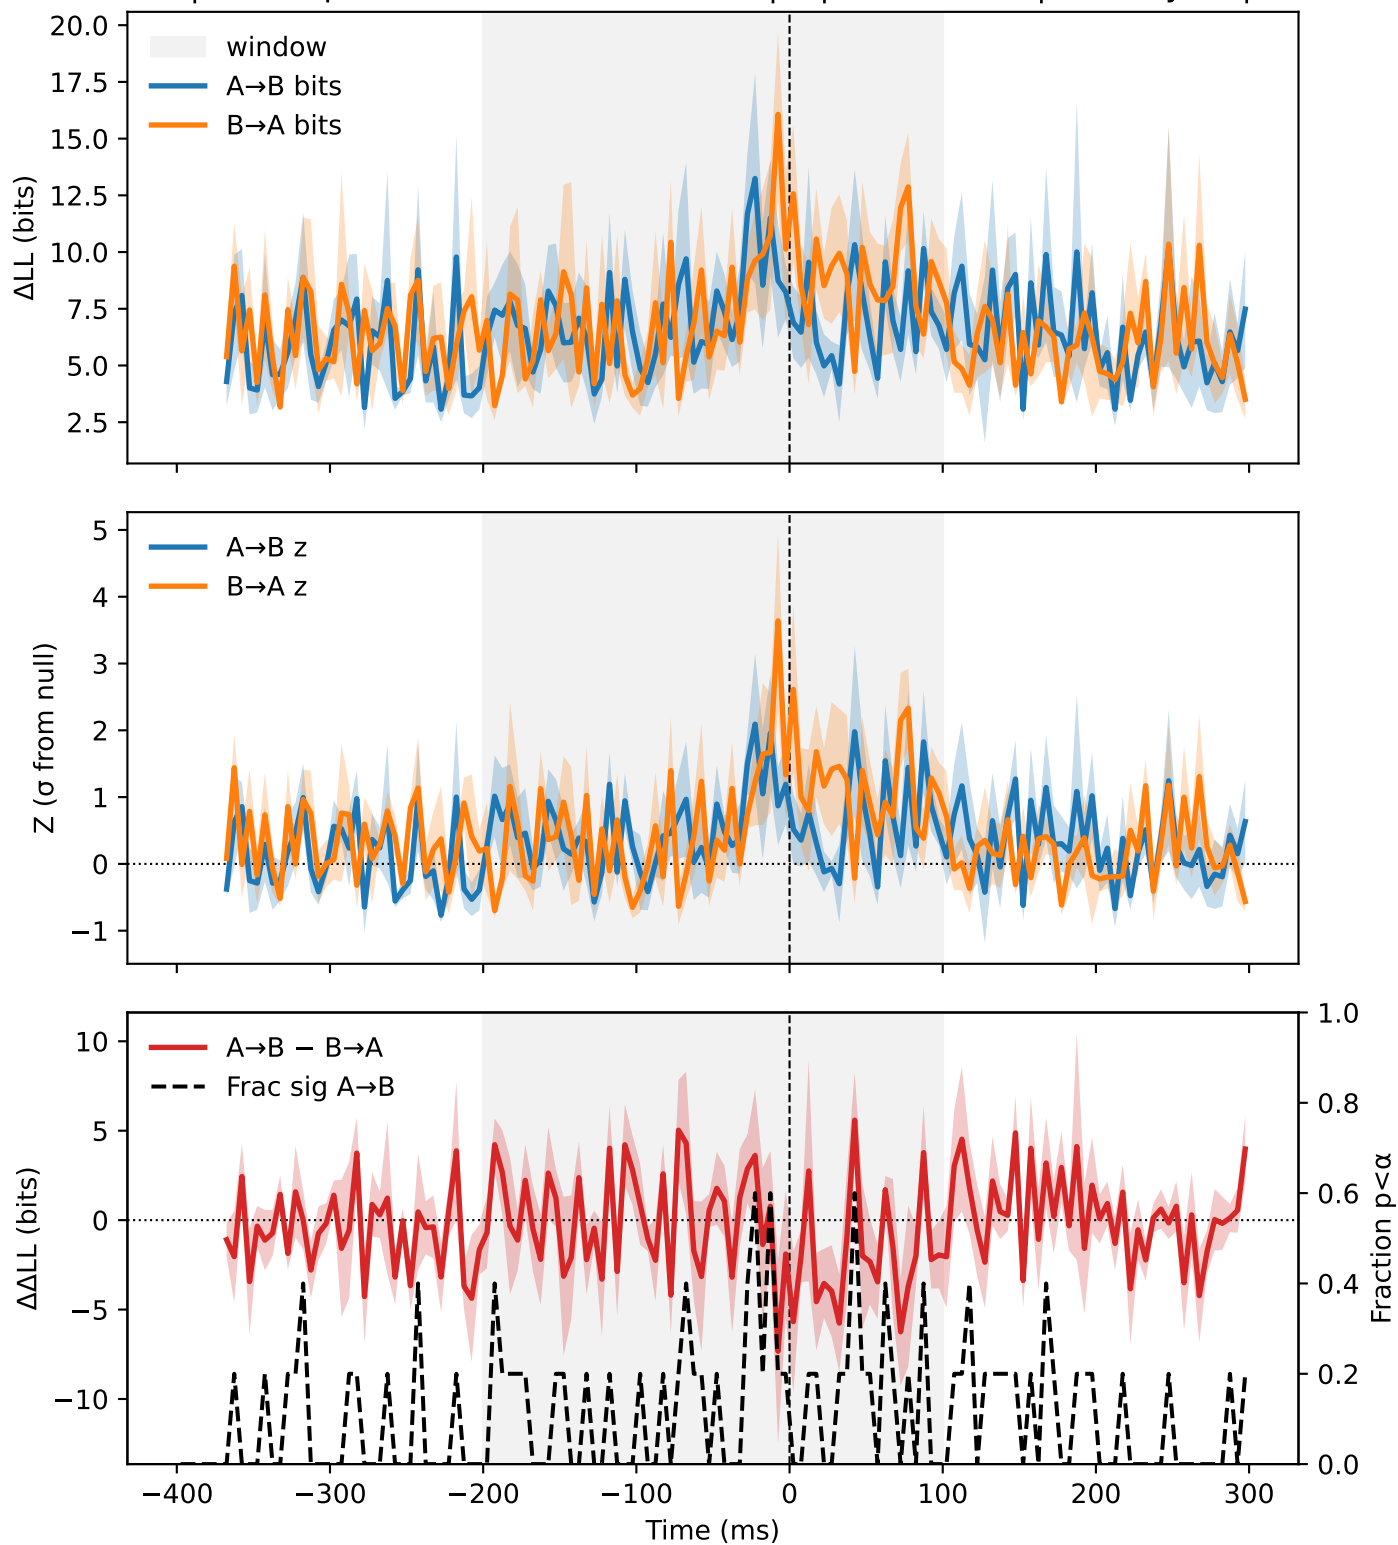 20.0
17.5
15.0
12.5
10.0
7.5
5.0
2.5
ΔLL (bits)
window
A→B bits
B→A bits
5
4
3
2
1
0
−1
Z (σ from null)
A→B z
B→A z
10
5
0
−5
−10
ΔΔLL (bits)
A→B − B→A
Frac sig A→B
1.0
0.8
0.6
0.4
0.2
0.0
Fraction p<α
−400 −300 −200 −100 0 100 200 300
Time (ms)